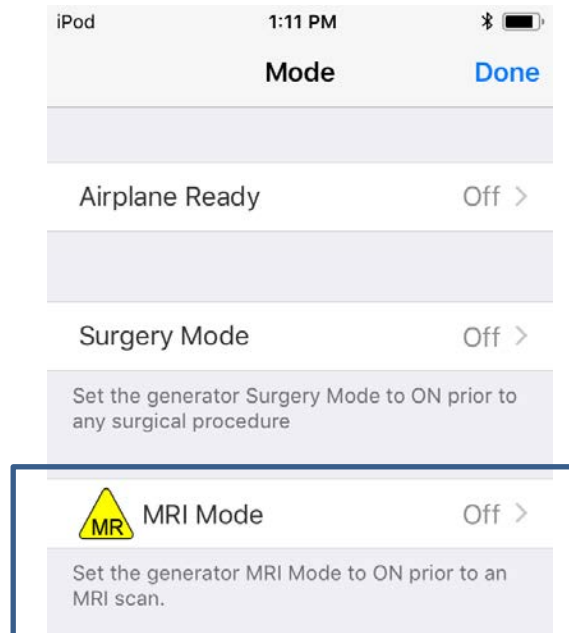 iPod 1:11 PM
Mode Done
Airplane Ready Off
Surgery Mode Off
Set the generator Surgery Mode to ON prior to
any surgical procedure
MR MRI Mode Off
Set the generator MRI Mode to ON prior to an
MRI scan.